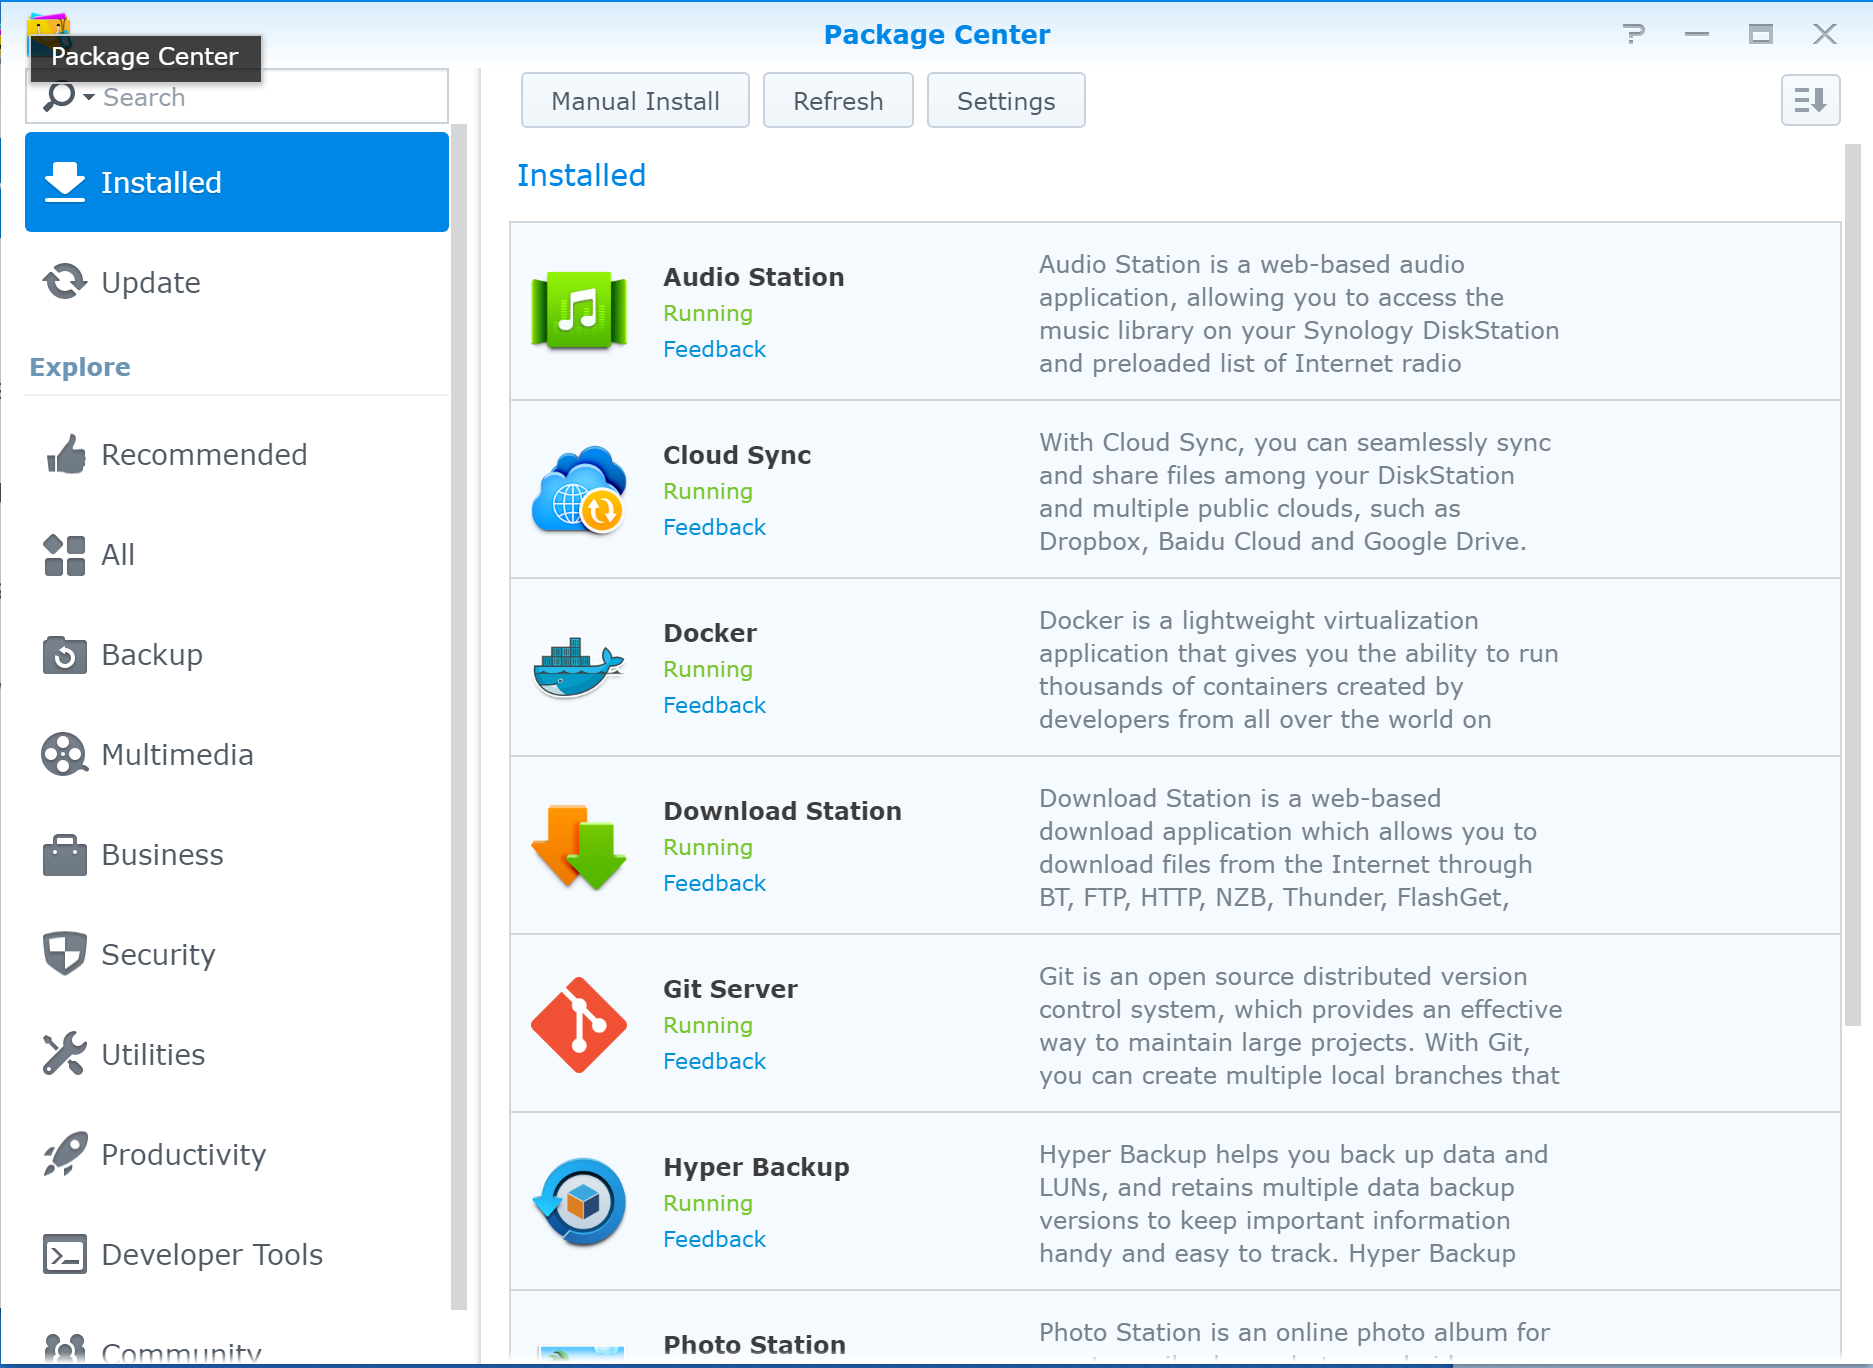 Package Center
Package Center
Search
Manual Install
Refresh
Settings
Installed
Update
Explore
Recommended
All
Backup
Multimedia
Business
Security
Utilities
Productivity
Developer Tools
Community
Installed
Audio Station
Running
Feedback
Audio Station is a web-based audio
application, allowing you to access the
music library on your Synology DiskStation
and preloaded list of Internet radio
Cloud Sync
Running
Feedback
With Cloud Sync, you can seamlessly sync
and share files among your DiskStation
and multiple public clouds, such as
Dropbox, Baidu Cloud and Google Drive.
Docker
Running
Feedback
Docker is a lightweight virtualization
application that gives you the ability to run
thousands of containers created by
developers from all over the world on
Download Station
Running
Feedback
Download Station is a web-based
download application which allows you to
download files from the Internet through
BT, FTP, HTTP, NZB, Thunder, FlashGet,
Git Server
Running
Feedback
Git is an open source distributed version
control system, which provides an effective
way to maintain large projects. With Git,
you can create multiple local branches that
Hyper Backup
Running
Feedback
Hyper Backup helps you back up data and
LUNs, and retains multiple data backup
versions to keep important information
handy and easy to track. Hyper Backup
Photo Station
Photo Station is an online photo album for